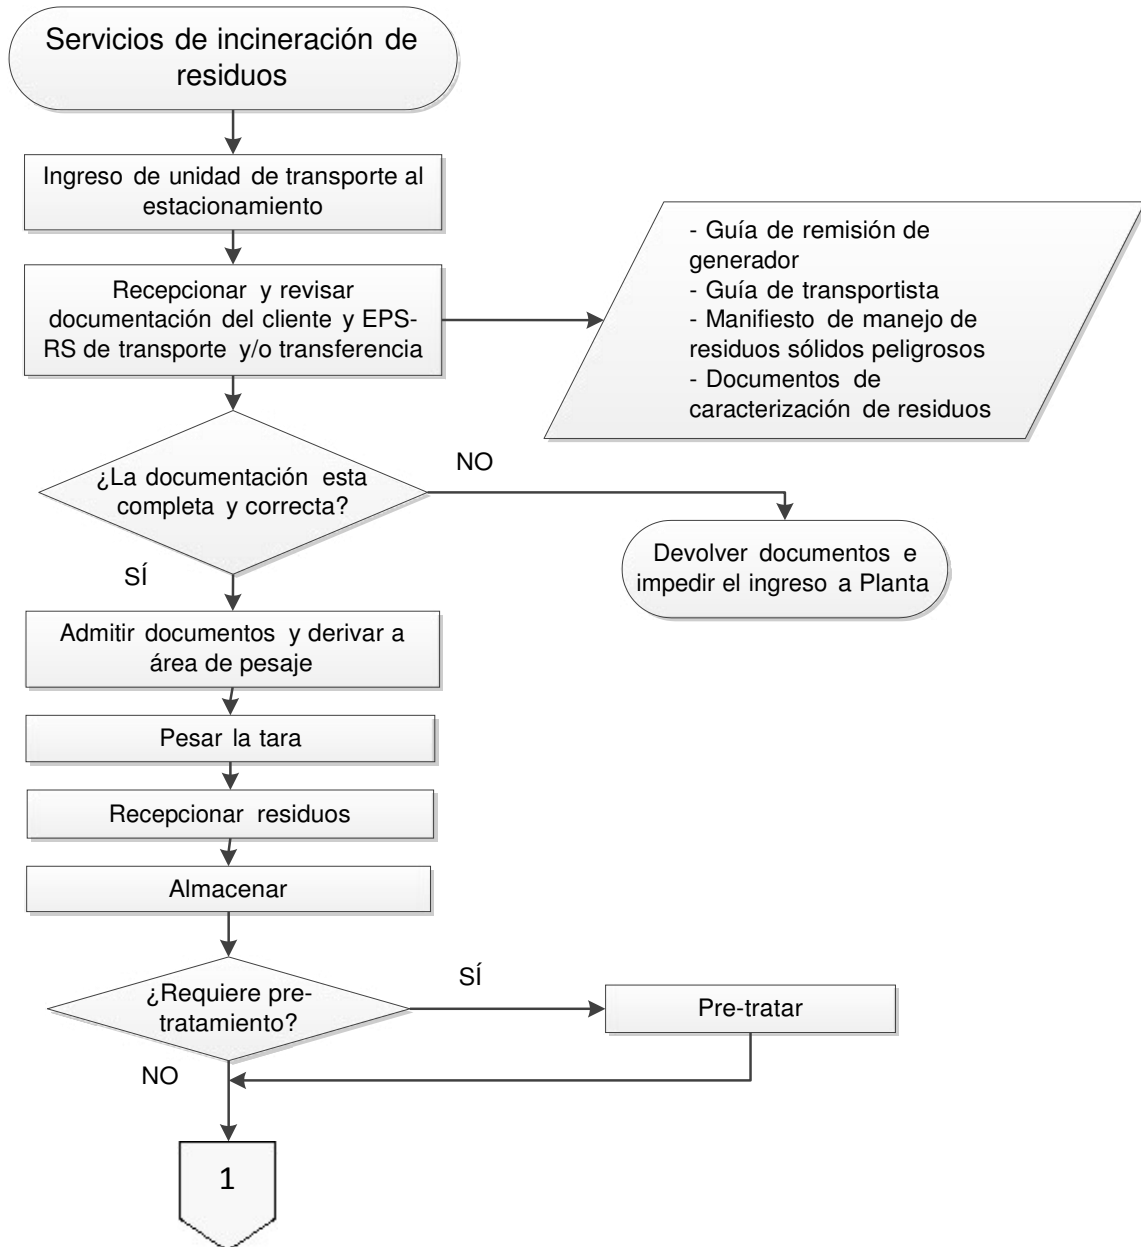 Servicios de incineración de
residuos
Ingreso de unidad de transporte al
estacionamiento
Recepcionar y revisar
documentación del cliente y EPS-
RS de transporte y/o transferencia
- Guía de remisión de
generador
- Guía de transportista
- Manifiesto de manejo de
residuos sólidos peligrosos
- Documentos de
caracterización de residuos
¿La documentación esta
completa y correcta?
NO
Devolver documentos e
impedir el ingreso a Planta
SÍ
Admitir documentos y derivar a
área de pesaje
Pesar la tara
Recepcionar residuos
Almacenar
¿Requiere pre-
tratamiento?
SÍ
Pre-tratar
NO
1